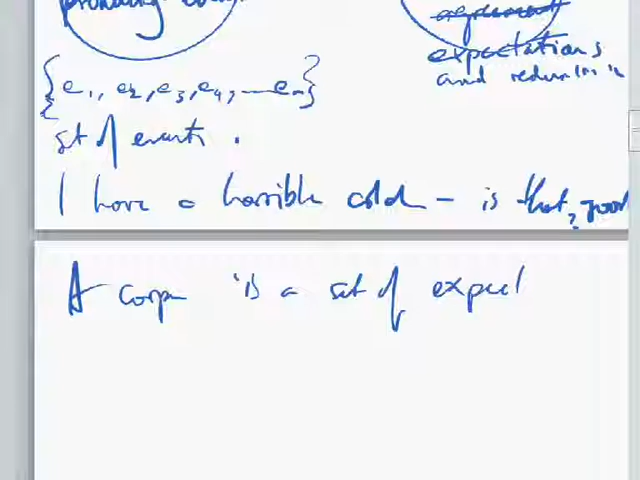 expectations
and
{e1, e2, e3, e4, ... en}
set of events.
I have a horrible cold - is that good?
A corpus is a set of expect